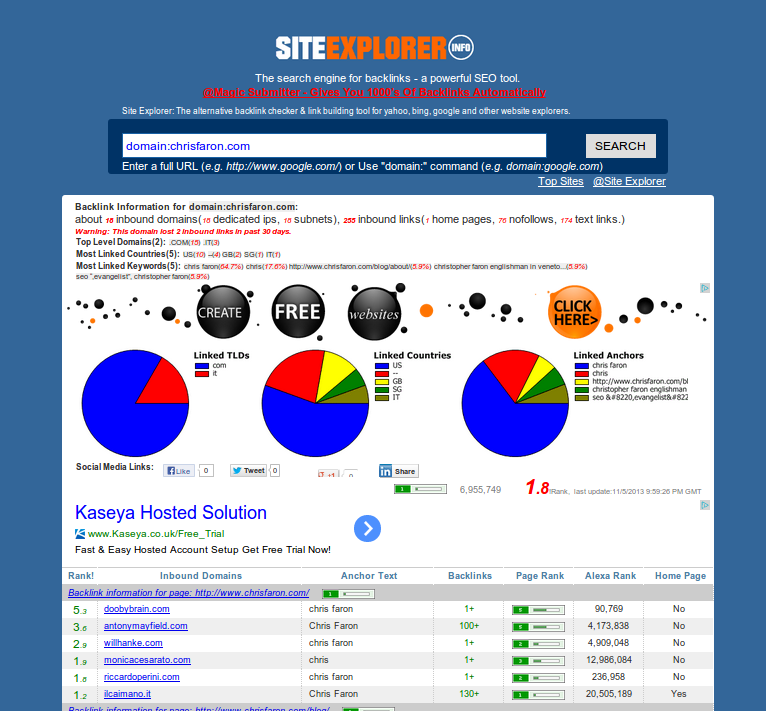 SITEEXPLORER INFO
The search engine for backlinks - a powerful SEO tool.
@Magic Submitter - Gives You 1000's Of Backlinks Automatically
Site Explorer: The alternative backlink checker & link building tool for yahoo, bing, google and other website explorers.
domain:chrisfaron.com SEARCH
Enter a full URL (e.g. http://www.google.com/) or Use "domain:" command (e.g. domain:google.com)
Top Sites @Site Explorer
Backlink Information for domain:chrisfaron.com:
about 16 inbound domains(16 dedicated ips, 16 subnets), 255 inbound links(1 home pages, 76 nofollows, 174 text links.)
Warning: This domain lost 2 inbound links in past 30 days.
Top Level Domains(2): .COM(15) .IT(3)
Most Linked Countries(5): US(10) --(4) GB(2) SG(1) IT(1)
Most Linked Keywords(5): chris faron(64.7%) chris(17.6%) http://www.chrisfaron.com/blog/about/(5.9%) christopher faron englishman in veneto...(5.9%)
seo ",evangelist", christopher faron(5.9%)
CREATE FREE websites CLICK HERE>
Linked TLDs
com
it
Linked Countries
US
--
GB
SG
IT
Linked Anchors
chris faron
chris
http://www.chrisfaron.com/bl
christopher faron englishman
seo &#8220,evangelist&#822
Social Media Links: Like 0 Tweet 0 +1 0 in Share
1 6,955,749 1.8/Rank, last update:11/5/2013 9:59:26 PM GMT
Kaseya Hosted Solution
www.Kaseya.co.uk/Free_Trial
Fast & Easy Hosted Account Setup Get Free Trial Now!
Rank! Inbound Domains Anchor Text Backlinks Page Rank Alexa Rank Home Page
Backlink information for page: http://www.chrisfaron.com/ 1
5.3 doobybrain.com chris faron 1+ 5 90,769 No
3.6 antonymayfield.com Chris Faron 100+ 5 4,173,838 No
2.9 willhanke.com chris faron 1+ 2 4,909,048 No
1.9 monicacesarato.com chris 1+ 3 12,986,084 No
1.8 riccardoperini.com chris faron 1+ 2 236,958 No
1.2 ilcaimano.it Chris Faron 130+ 1 20,505,189 Yes
Backlink information for page: http://www.chrisfaron.com/blog/